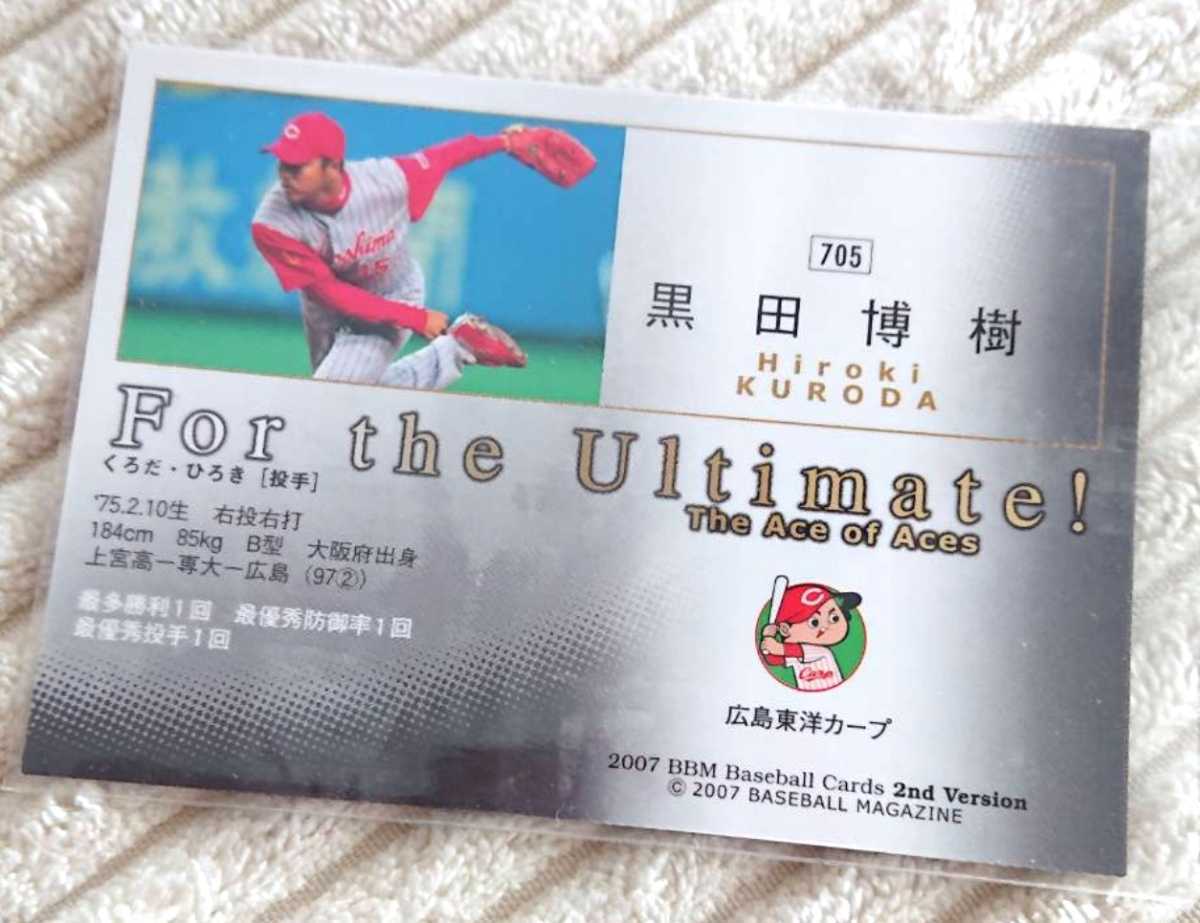 705
黒田博樹
Hiroki
KURODA
For the Ultimate!
The Ace of Aces
くろだ・ひろき [投手]
'75.2.10生 右投右打
184cm 85kg B型 大阪府出身
上宮高ー専大ー広島（97②）
最多勝利1回 最優秀防御率1回
最優秀投手1回
Carp
広島東洋カープ
2007 BBM Baseball Cards 2nd Version
© 2007 BASEBALL MAGAZINE